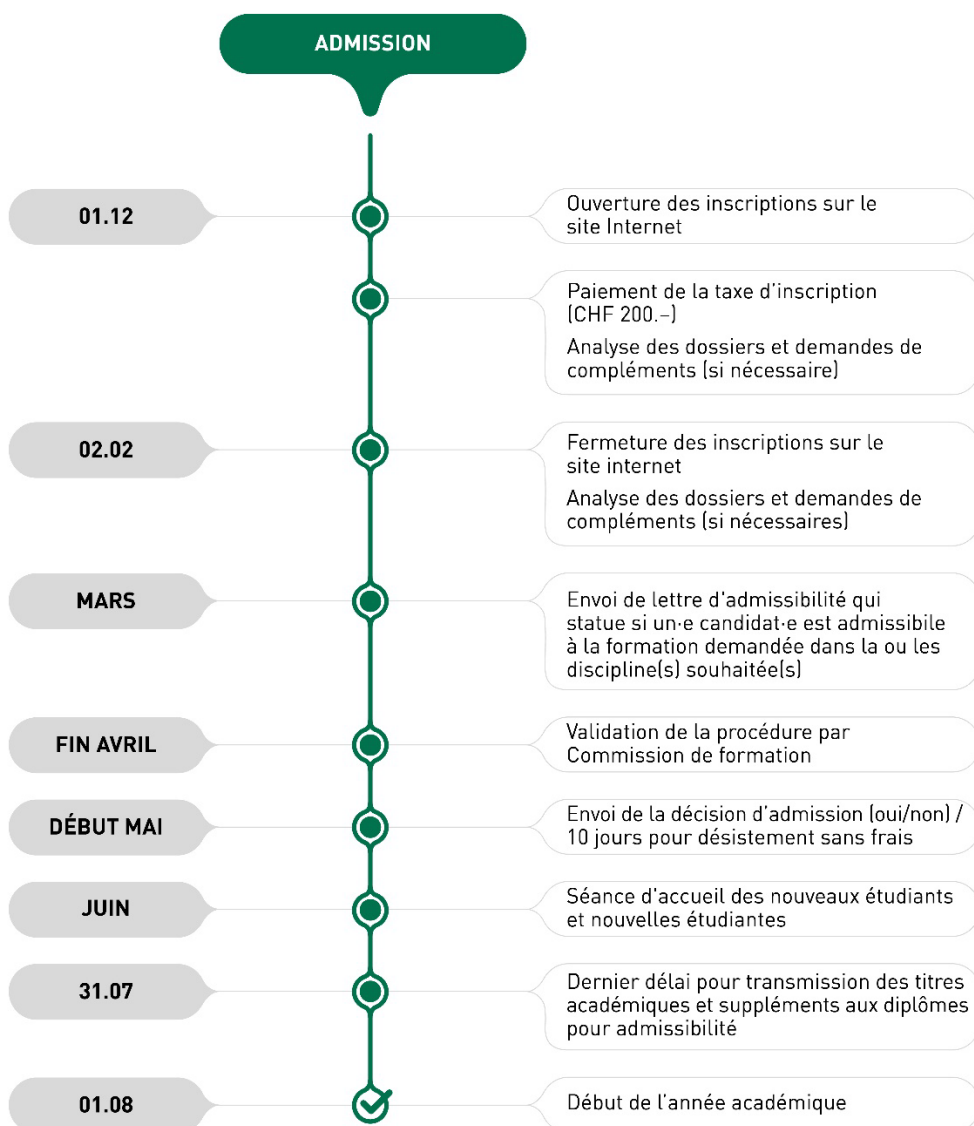 ADMISSION
01.12
Ouverture des inscriptions sur le
site Internet
Paiement de la taxe d'inscription
(CHF 200.–)
Analyse des dossiers et demandes de
compléments (si nécessaire)
02.02
Fermeture des inscriptions sur le
site internet
Analyse des dossiers et demandes de
compléments (si nécessaires)
MARS
Envoi de lettre d'admissibilité qui
statue si un·e candidat·e est admissibile
à la formation demandée dans la ou les
discipline(s) souhaitée(s)
FIN AVRIL
Validation de la procédure par
Commission de formation
DÉBUT MAI
Envoi de la décision d'admission (oui/non) /
10 jours pour désistement sans frais
JUIN
Séance d'accueil des nouveaux étudiants
et nouvelles étudiantes
31.07
Dernier délai pour transmission des titres
académiques et suppléments aux diplômes
pour admissibilité
01.08
Début de l'année académique